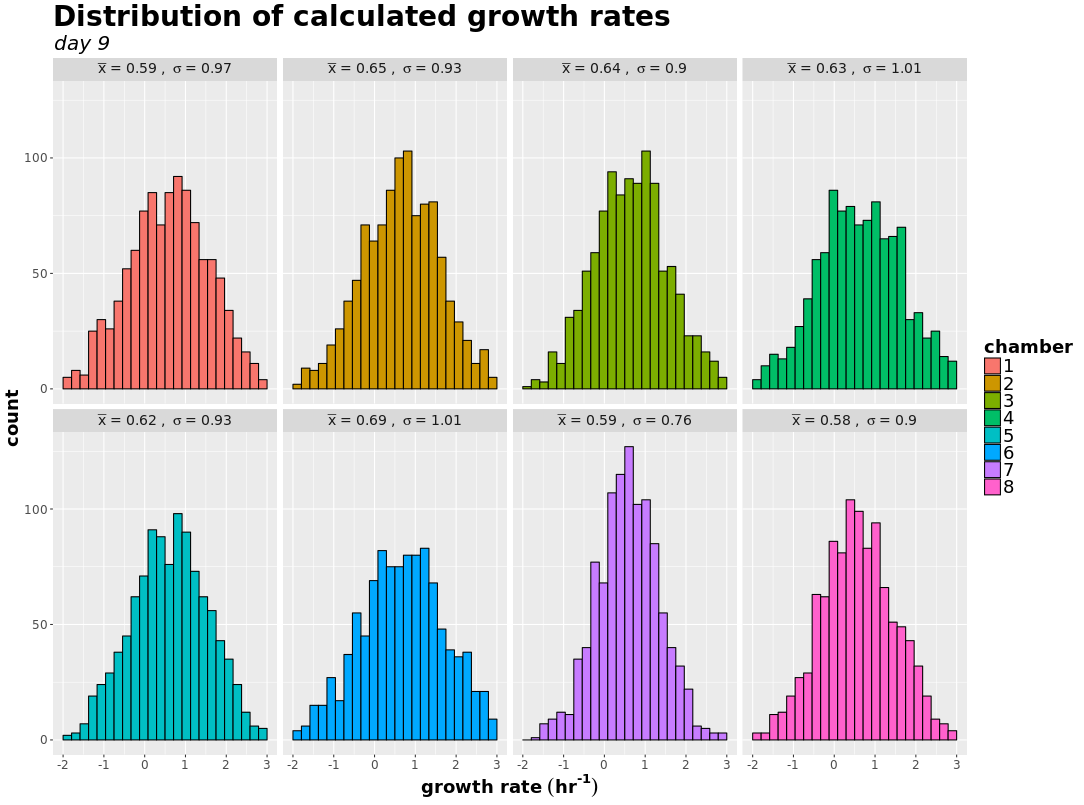 Distribution of calculated growth rates
day 9
x̅ = 0.59 , σ = 0.97
x̅ = 0.65 , σ = 0.93
x̅ = 0.64 , σ = 0.9
x̅ = 0.63 , σ = 1.01
100
50
0
x̅ = 0.62 , σ = 0.93
x̅ = 0.69 , σ = 1.01
x̅ = 0.59 , σ = 0.76
x̅ = 0.58 , σ = 0.9
100
50
0
-2 -1 0 1 2 3
-2 -1 0 1 2 3
-2 -1 0 1 2 3
-2 -1 0 1 2 3
count
growth rate (hr⁻¹)
chamber
1
2
3
4
5
6
7
8